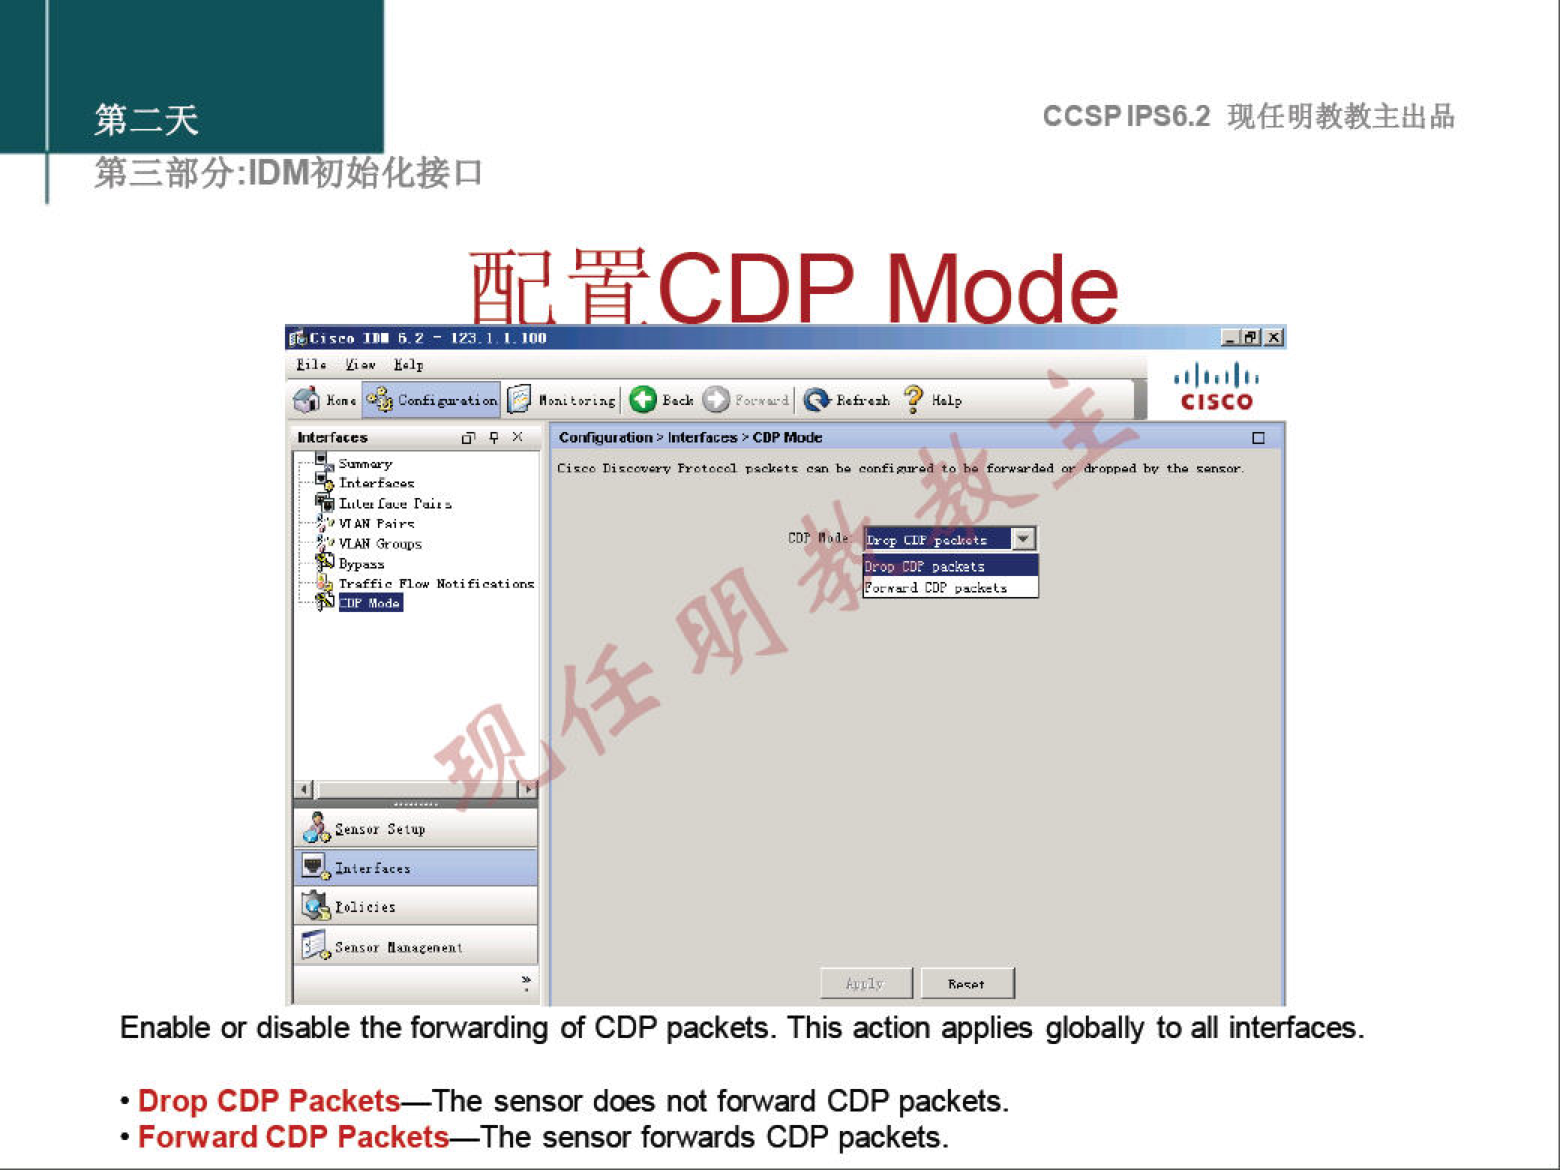 第二天
CCSP IPS6.2 现任明教教主出品
第三部分:IDM初始化接口
配置CDP Mode
Cisco IDM 6.2 - 123.1.1.100
File View Help
CISCO
Home Configuration Monitoring Back Forward Refresh Help
Interfaces
Configuration > Interfaces > CDP Mode
Summary
Interfaces
Interface Pairs
VLAN Pairs
VLAN Groups
Bypass
Traffic Flow Notifications
CDP Mode
Cisco Discovery Protocol packets can be configured to be forwarded or dropped by the sensor.
CDP Mode: Drop CDP packets
Drop CDP packets
Forward CDP packets
现任明教教主
Sensor Setup
Interfaces
Policies
Sensor Management
Apply Reset
Enable or disable the forwarding of CDP packets. This action applies globally to all interfaces.
• Drop CDP Packets—The sensor does not forward CDP packets.
• Forward CDP Packets—The sensor forwards CDP packets.